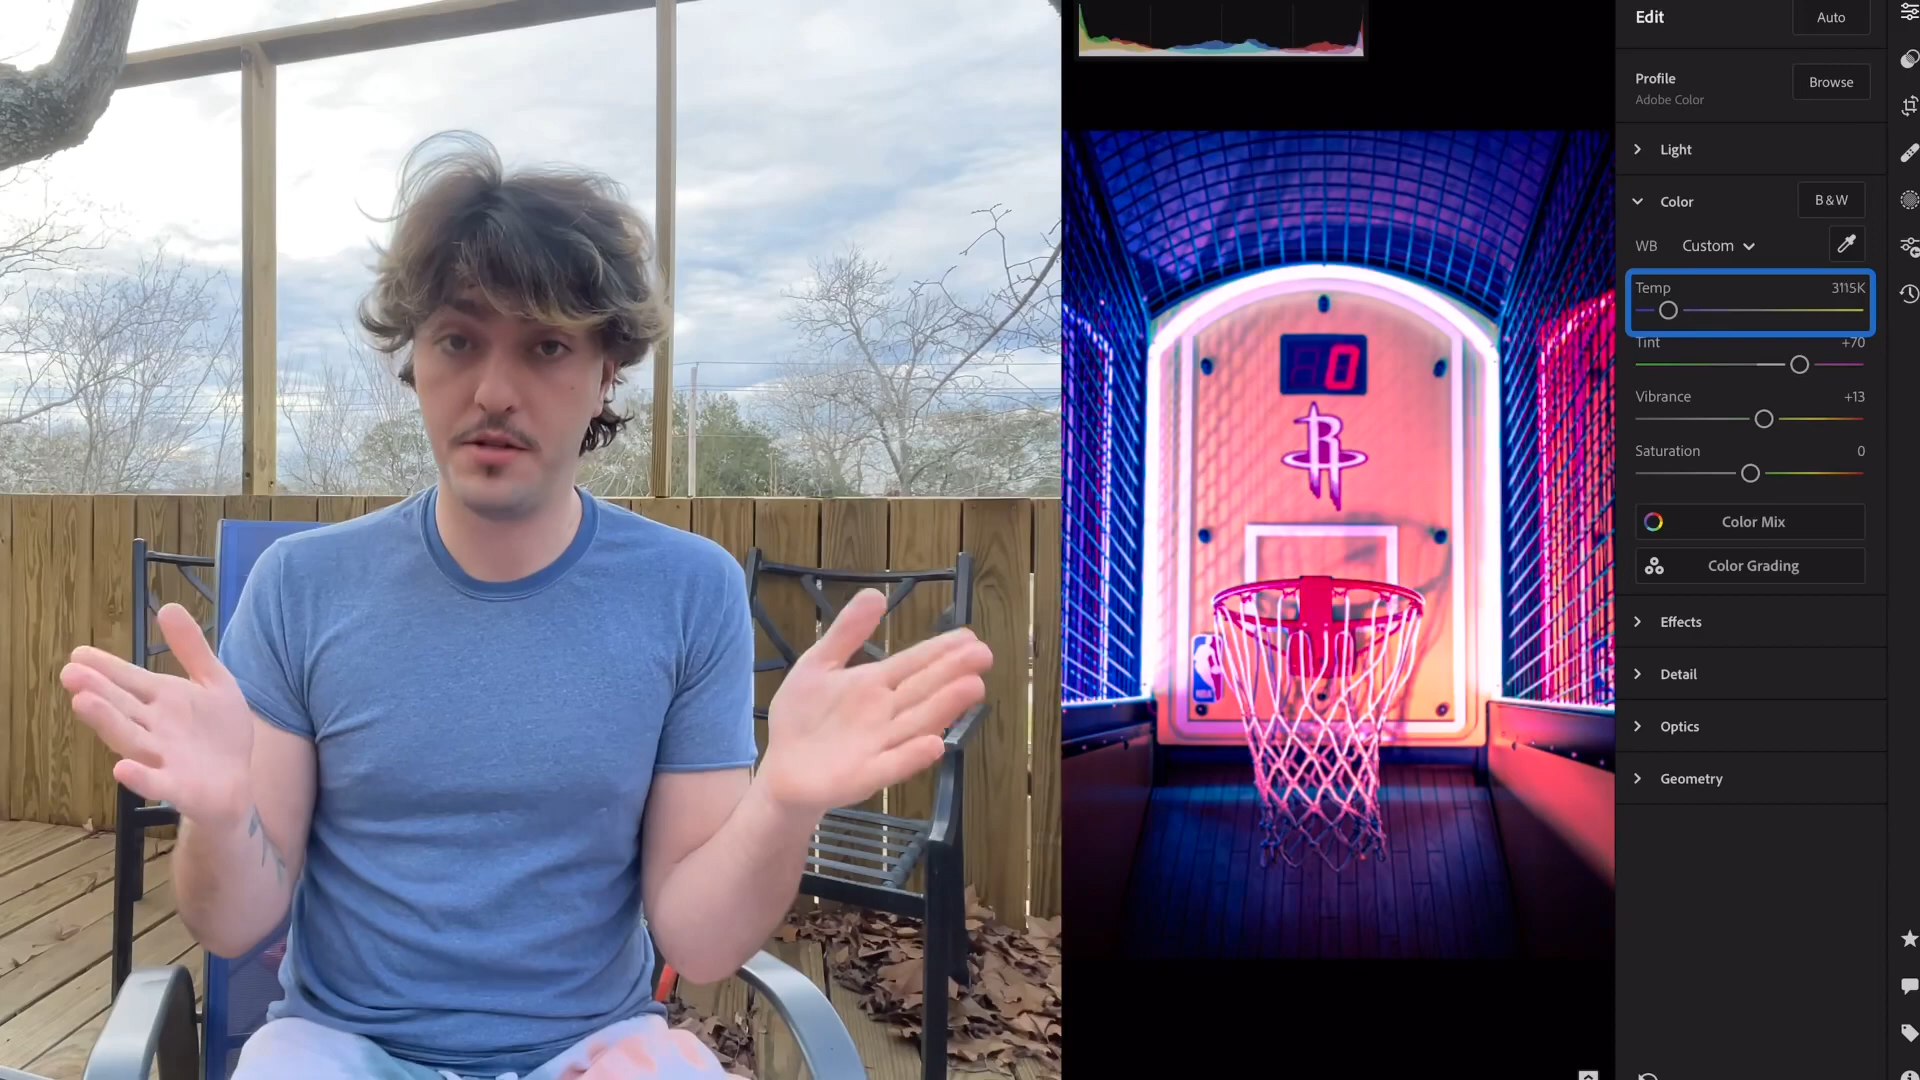 Edit
Auto
Profile
Adobe Color
Browse
Light
Color
B&W
WB
Custom
Temp
3115K
Tint
+70
Vibrance
+13
Saturation
0
Color Mix
Color Grading
Effects
Detail
Optics
Geometry
0
R